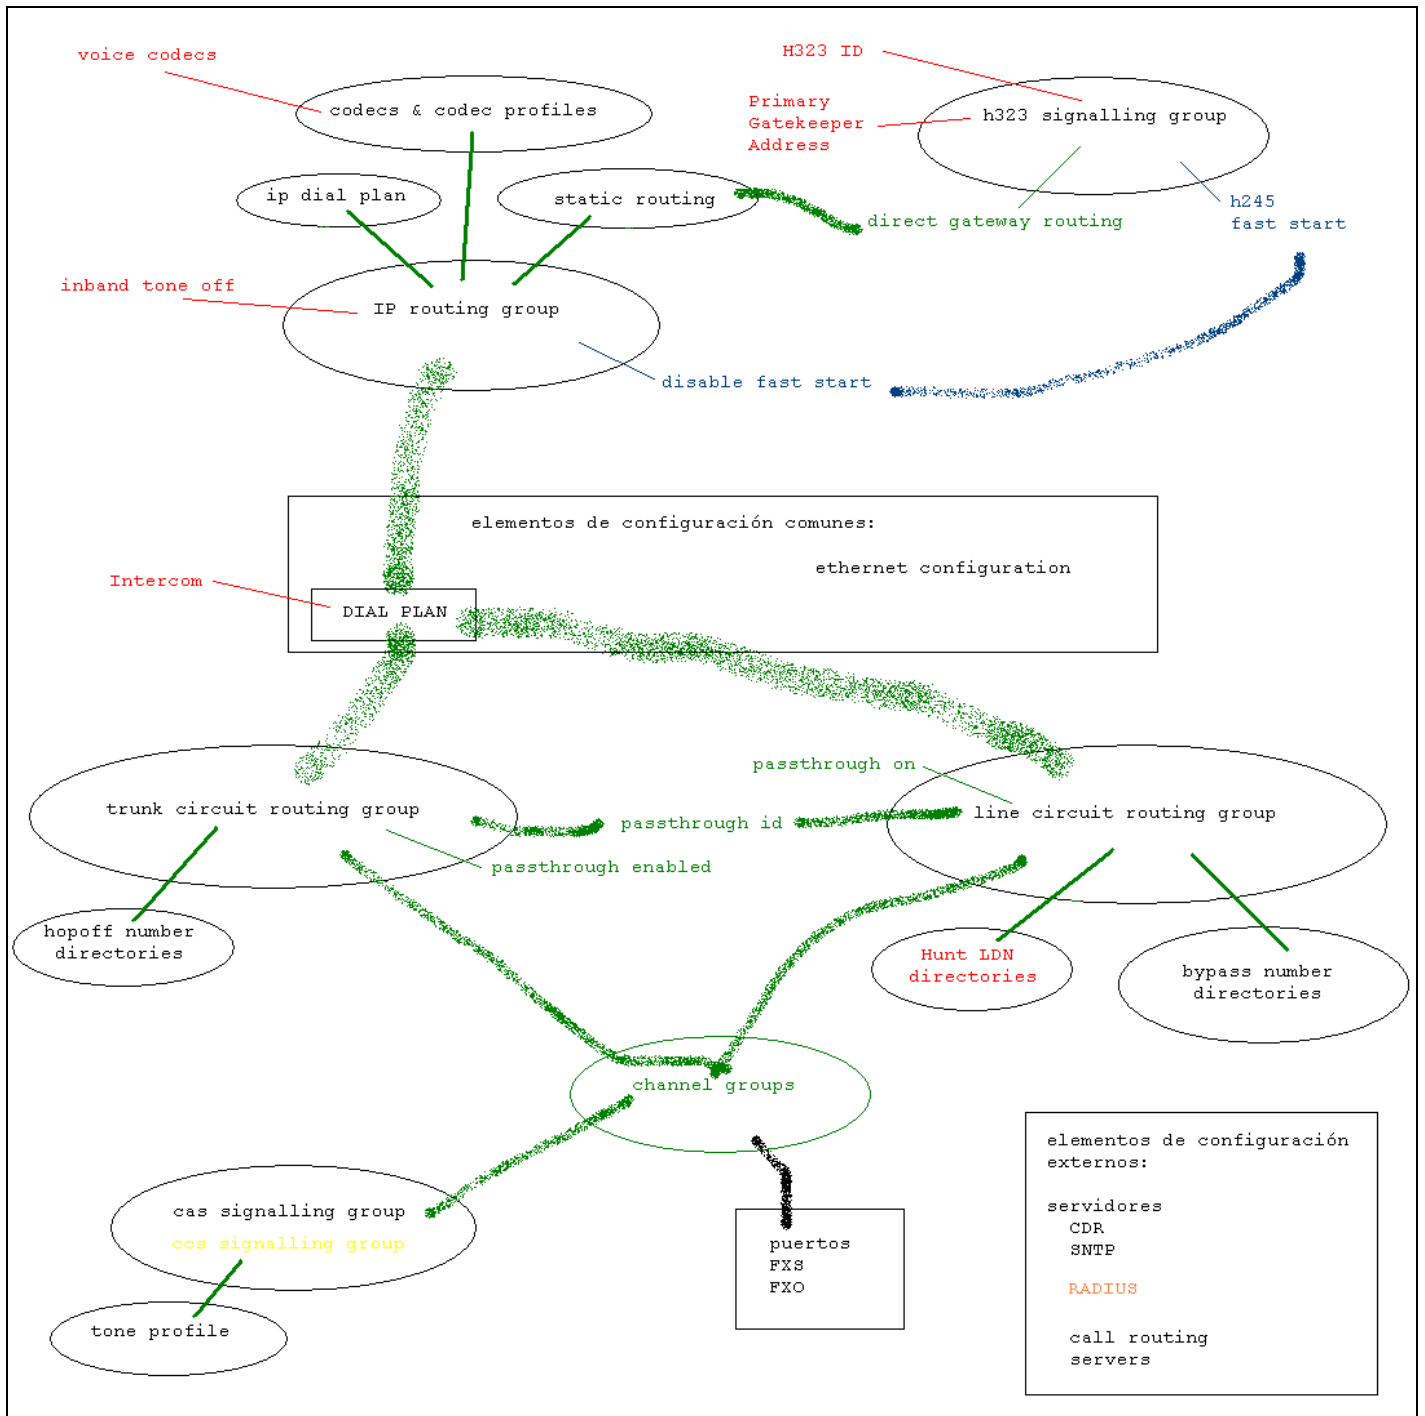 voice codecs
H323 ID
codecs & codec profiles
Primary
Gatekeeper
Address
h323 signalling group
ip dial plan
static routing
direct gateway routing
h245
fast start
inband tone off
IP routing group
disable fast start
elementos de configuración comunes:
ethernet configuration
Intercom
DIAL PLAN
passthrough on
trunk circuit routing group
passthrough id
line circuit routing group
passthrough enabled
hopoff number
directories
Hunt LDN
directories
bypass number
directories
channel groups
elementos de configuración
externos:
servidores
CDR
SNTP
RADIUS
call routing
servers
cas signalling group
ccs signalling group
puertos
FXS
FXO
tone profile